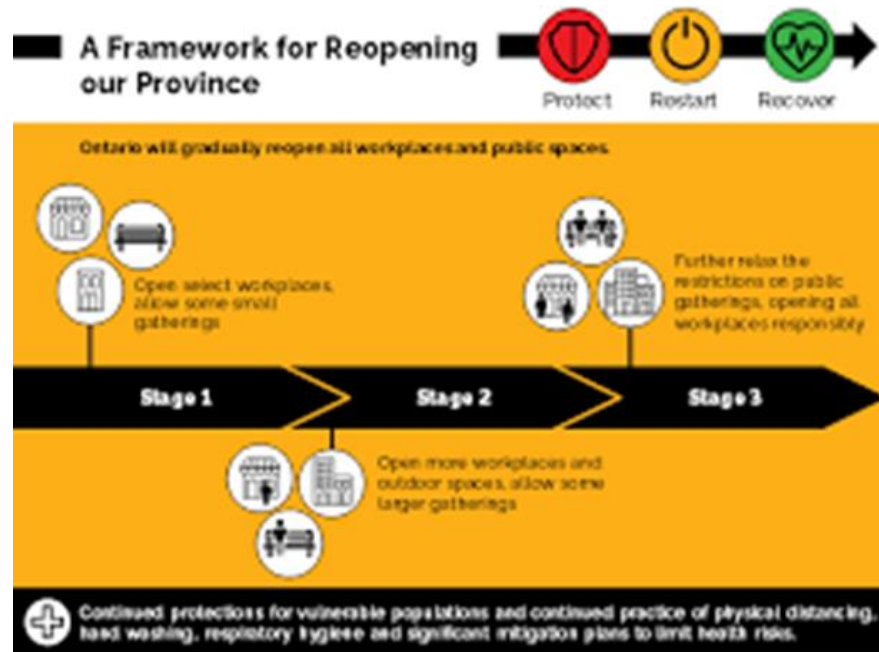 A Framework for Reopening
our Province
Protect
Restart
Recover
Ontario will gradually reopen all workplaces and public spaces.
Open select workplaces,
allow some small
gatherings
Further relax the
restrictions on public
gatherings, opening all
workplaces responsibly
Stage 1
Stage 2
Stage 3
Open more workplaces and
outdoor spaces, allow some
larger gatherings
Continued protections for vulnerable populations and continued practice of physical distancing,
hand washing, respiratory hygiene and significant mitigation plans to limit health risks.